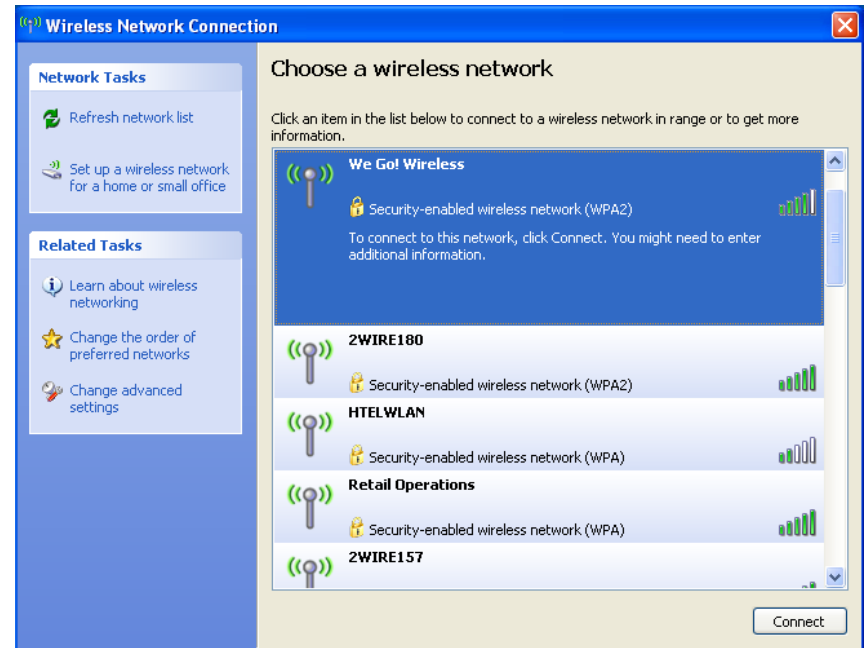 Wireless Network Connection
Network Tasks
Refresh network list
Set up a wireless network
for a home or small office
Related Tasks
Learn about wireless
networking
Change the order of
preferred networks
Change advanced
settings
Choose a wireless network
Click an item in the list below to connect to a wireless network in range or to get more
information.
We Go! Wireless
Security-enabled wireless network (WPA2)
To connect to this network, click Connect. You might need to enter
additional information.
2WIRE180
Security-enabled wireless network (WPA2)
HTELWLAN
Security-enabled wireless network (WPA)
Retail Operations
Security-enabled wireless network (WPA)
2WIRE157
Connect